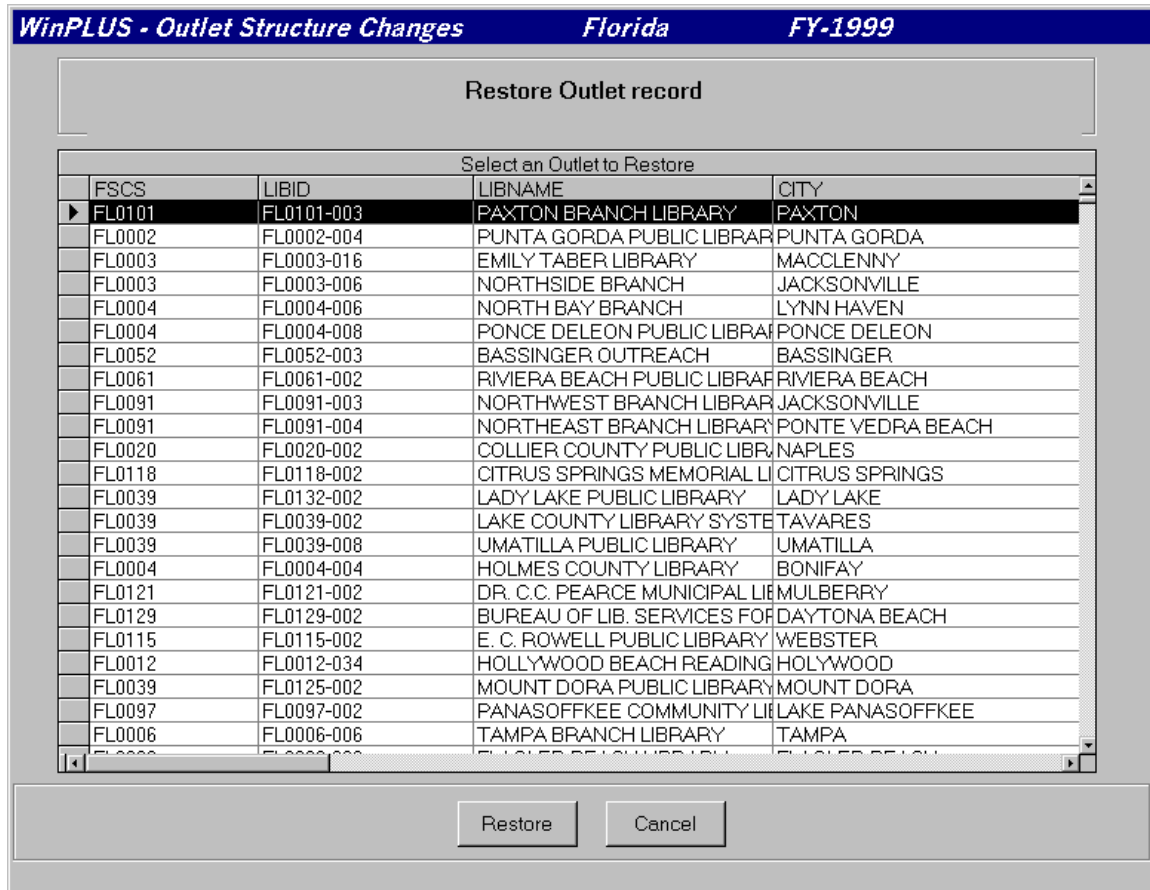 WinPLUS - Outlet Structure Changes Florida FY-1999
Restore Outlet record
Select an Outlet to Restore
FSCS LIBID LIBNAME CITY
FL0101 FL0101-003 PAXTON BRANCH LIBRARY PAXTON
FL0002 FL0002-004 PUNTA GORDA PUBLIC LIBRAR PUNTA GORDA
FL0003 FL0003-016 EMILY TABER LIBRARY MACCLENNY
FL0003 FL0003-006 NORTHSIDE BRANCH JACKSONVILLE
FL0004 FL0004-006 NORTH BAY BRANCH LYNN HAVEN
FL0004 FL0004-008 PONCE DELEON PUBLIC LIBRA PONCE DELEON
FL0052 FL0052-003 BASSINGER OUTREACH BASSINGER
FL0061 FL0061-002 RIVIERA BEACH PUBLIC LIBRA RIVIERA BEACH
FL0091 FL0091-003 NORTHWEST BRANCH LIBRAR JACKSONVILLE
FL0091 FL0091-004 NORTHEAST BRANCH LIBRARY PONTE VEDRA BEACH
FL0020 FL0020-002 COLLIER COUNTY PUBLIC LIBR NAPLES
FL0118 FL0118-002 CITRUS SPRINGS MEMORIAL LI CITRUS SPRINGS
FL0039 FL0132-002 LADY LAKE PUBLIC LIBRARY LADY LAKE
FL0039 FL0039-002 LAKE COUNTY LIBRARY SYSTE TAVARES
FL0039 FL0039-008 UMATILLA PUBLIC LIBRARY UMATILLA
FL0004 FL0004-004 HOLMES COUNTY LIBRARY BONIFAY
FL0121 FL0121-002 DR. C.C. PEARCE MUNICIPAL LIB MULBERRY
FL0129 FL0129-002 BUREAU OF LIB. SERVICES FOR DAYTONA BEACH
FL0115 FL0115-002 E. C. ROWELL PUBLIC LIBRARY WEBSTER
FL0012 FL0012-034 HOLLYWOOD BEACH READING HOLYWOOD
FL0039 FL0125-002 MOUNT DORA PUBLIC LIBRARY MOUNT DORA
FL0097 FL0097-002 PANASOFFKEE COMMUNITY LIB LAKE PANASOFFKEE
FL0006 FL0006-006 TAMPA BRANCH LIBRARY TAMPA
Restore Cancel